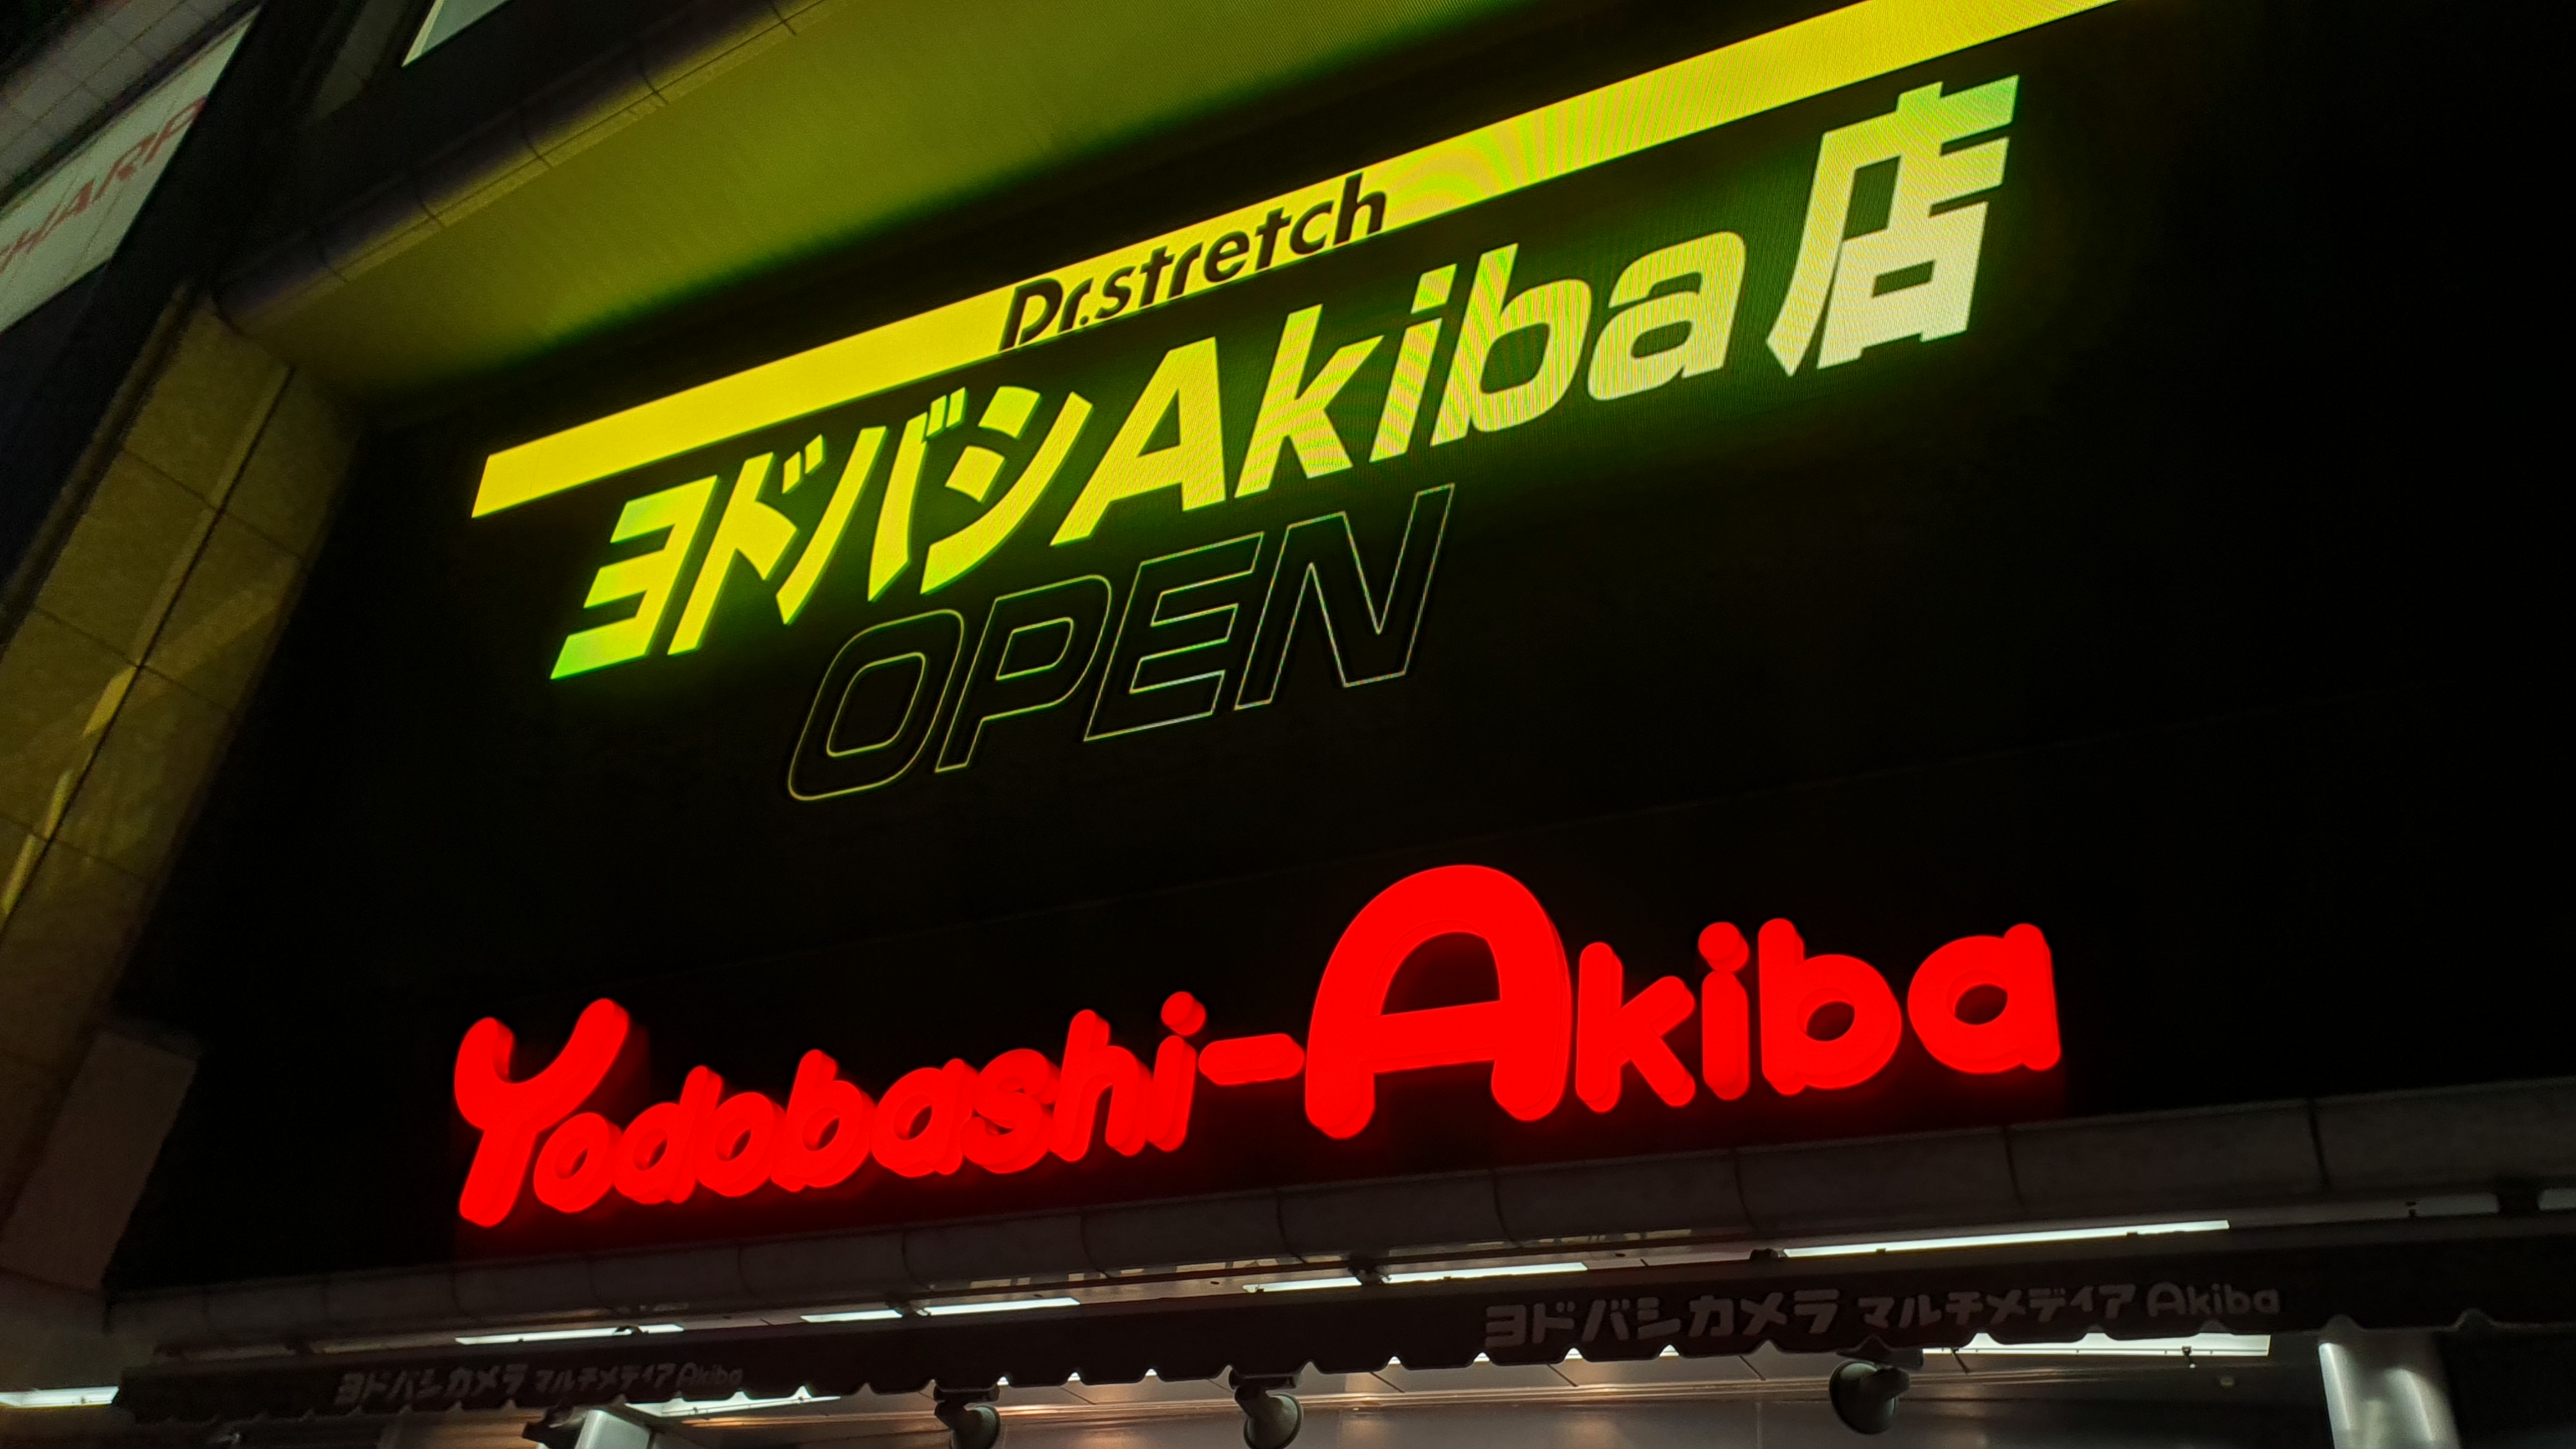 SHARP
Dr.stretch
ヨドバシAkiba店
OPEN
Yodobashi-Akiba
ヨドバシカメラ マルチメディア Akiba
ヨドバシカメラ マルチメディア Akiba